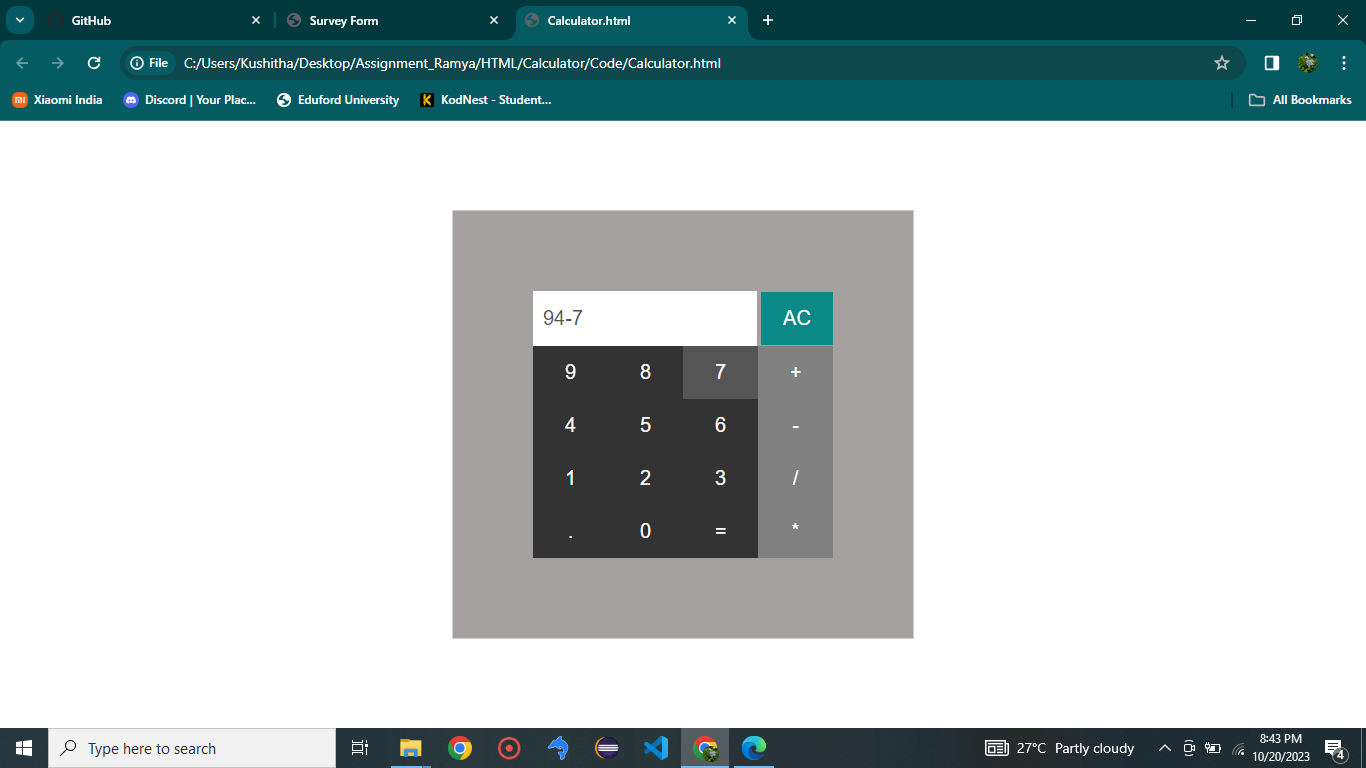 GitHub
Survey Form
Calculator.html
File
C:/Users/Kushitha/Desktop/Assignment_Ramya/HTML/Calculator/Code/Calculator.html
Xiaomi India
Discord | Your Plac...
Eduford University
KodNest - Student...
All Bookmarks
94-7
AC
9 8 7 +
4 5 6 -
1 2 3 /
. 0 = *
Type here to search
27°C Partly cloudy
8:43 PM
10/20/2023
4